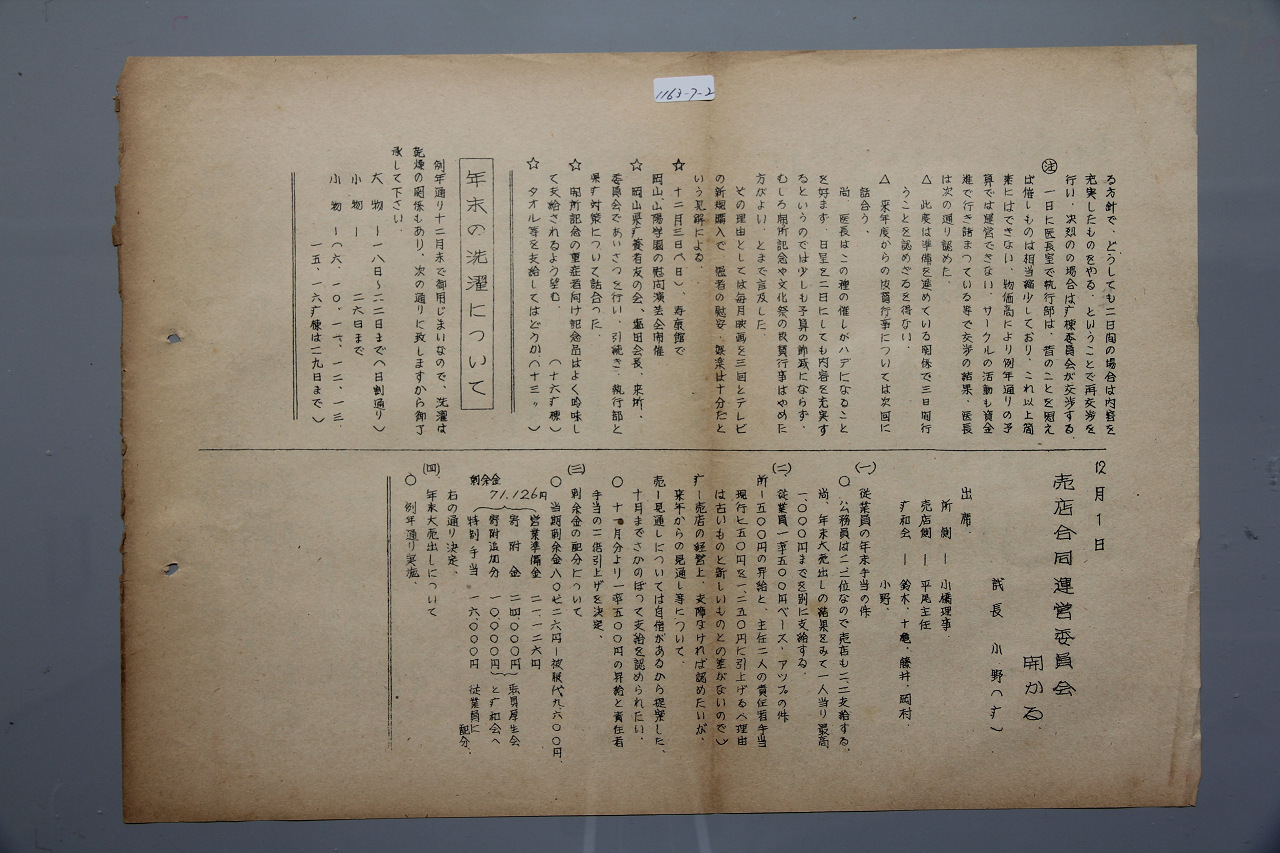 1163-7-2
る方針で、どうしても二日間の場合は内容を
充実したものをやる、ということで再交渉を
行い、決裂の場合は疒棟委員会が交渉する。
㊟ 一日に医長室で執行部は、皆のことを考え
ば催しものは相当縮少しており、これ以上簡
素にはできない、物価高により例年通りの予
算では運営できない、サークルの活動も資金
難で行き詰まっている等で交渉の結果、医長
は次の通り認めた
△ 此度は準備を進めている関係で三日間行
うことを認めざるを得ない。
△ 来年度からの 行事については次回に
話合う。
尚、医長はこの種の催しがハデになること
を好まず、日呈を二日にしても内容を充実す
るというのでは少しも予算の節減にならず、
むしろ開所記念や文化祭の 行事はやめた
方がよい、とまで言及した。
その理由としては毎月映画を三回とテレビ
の新規購入で、患者の慰安、娯楽は十分だと
いう見解による。
☆ 十二月三日(日)、寿康館で
岡山山陽学園の慰問演芸会開催
☆ 岡山県疒養者友の会、塩田会長、来所、
委員会であいさつを行い、引続き、執行部と
県疒対策について話合った。
☆ 開所記念の重症者向け記念品はよく吟味し
て支給されるよう望む (十六疒棟)
☆ タオル等を支給してはどうか(十三、ヶ)
年末の洗濯について
例年通り十二月末で御用じまいなので、洗濯は
乾燥の関係もあり、次の通りに致しますから御了
承して下さい。
大 物 ー 一八日〜二二日まで(日割通り)
小 物 ー 二六日まで
小 物 ー(六、一〇、一一、一二、一三、
一五、一六疒棟は二九日まで)
12月1日
売店合同運営委員会
開かる
議長 小野(疒)
出席
所側 ー 小橋理事、
売店側 ー 平尾主任
疒和会 ー 鈴木、十亀、藤井、岡村
小野、
(一) 従業員の年末手当の件
○ 公務員は二、二位なので売店も二、二支給する。
尚、年末大売出しの結果をみて一人当り最高
一、〇〇〇円までを別に支給する。
(二) 従業員一率五〇〇円ベース・アップの件
所ー五〇〇円の昇給と、主任二人の責任者手当
現行七五〇円を一、二五〇円に引上げる(理由
は古いものと新しいものとの差がないので)
疒ー売店の経営上、支障なければ認めたいが、
来年からの見通し等について。
売ー見通しについては自信があるから提案した、
十月までさかのぼって支給を認められたい。
○ 十一月分より一率五〇〇円の昇給と責任者
手当の二倍引上げを決定。
(三) 剰余金の配分について
○ 当期剰余金八〇七二六円ー被服代九六〇〇円、
剰余金
71.126円
営業準備金 二一、一二六円
寄附金 二四、〇〇〇円
寄附追加分 一〇、〇〇〇円 職員厚生会
と疒和会へ
特別手当 一六、〇〇〇円 従業員に
配分、
右の通り決定、
(四) 年末大売出しについて
○ 例年通り実施、